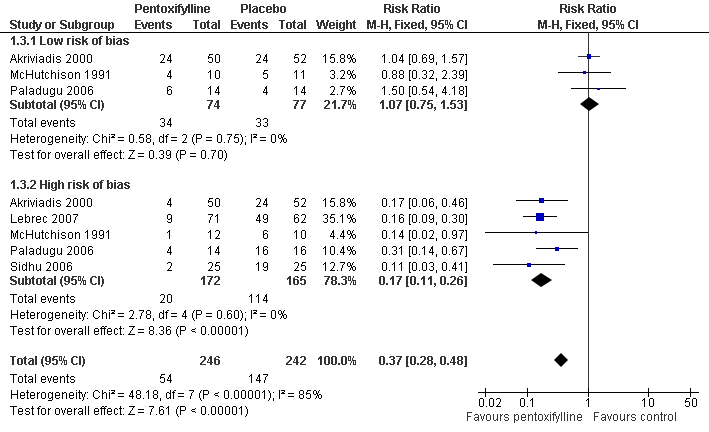 Pentoxifylline Placebo Risk Ratio Risk Ratio
Study or Subgroup Events Total Events Total Weight M-H, Fixed, 95% CI M-H, Fixed, 95% CI
1.3.1 Low risk of bias
Akriviadis 2000 24 50 24 52 15.8% 1.04 [0.69, 1.57]
McHutchison 1991 4 10 5 11 3.2% 0.88 [0.32, 2.39]
Paladugu 2006 6 14 4 14 2.7% 1.50 [0.54, 4.18]
Subtotal (95% CI) 74 77 21.7% 1.07 [0.75, 1.53]
Total events 34 33
Heterogeneity: Chi² = 0.58, df = 2 (P = 0.75); I² = 0%
Test for overall effect: Z = 0.39 (P = 0.70)
1.3.2 High risk of bias
Akriviadis 2000 4 50 24 52 15.8% 0.17 [0.06, 0.46]
Lebrec 2007 9 71 49 62 35.1% 0.16 [0.09, 0.30]
McHutchison 1991 1 12 6 10 4.4% 0.14 [0.02, 0.97]
Paladugu 2006 4 14 16 16 10.4% 0.31 [0.14, 0.67]
Sidhu 2006 2 25 19 25 12.7% 0.11 [0.03, 0.41]
Subtotal (95% CI) 172 165 78.3% 0.17 [0.11, 0.26]
Total events 20 114
Heterogeneity: Chi² = 2.78, df = 4 (P = 0.60); I² = 0%
Test for overall effect: Z = 8.36 (P < 0.00001)
Total (95% CI) 246 242 100.0% 0.37 [0.28, 0.48]
Total events 54 147
Heterogeneity: Chi² = 48.18, df = 7 (P < 0.00001); I² = 85%
Test for overall effect: Z = 7.61 (P < 0.00001)
0.02 0.1 1 10 50
Favours pentoxifylline Favours control